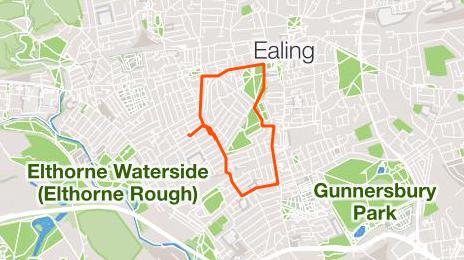 Ealing
Elthorne Waterside
(Elthorne Rough)
Gunnersbury
Park